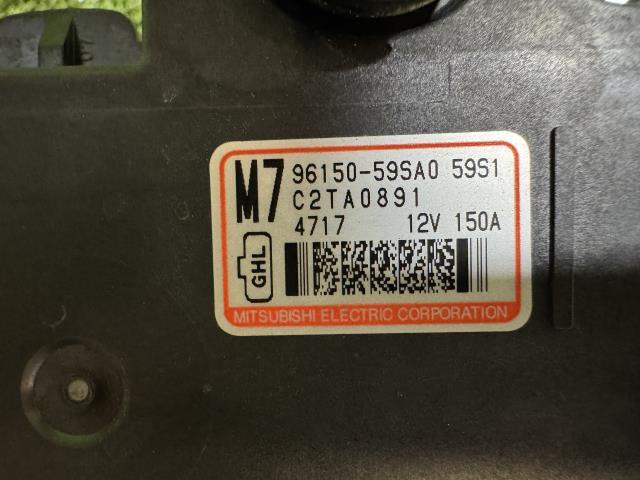 M7 96150-59SA0 59S1
C2TA0891
4717 12V 150A
GHL
MITSUBISHI ELECTRIC CORPORATION